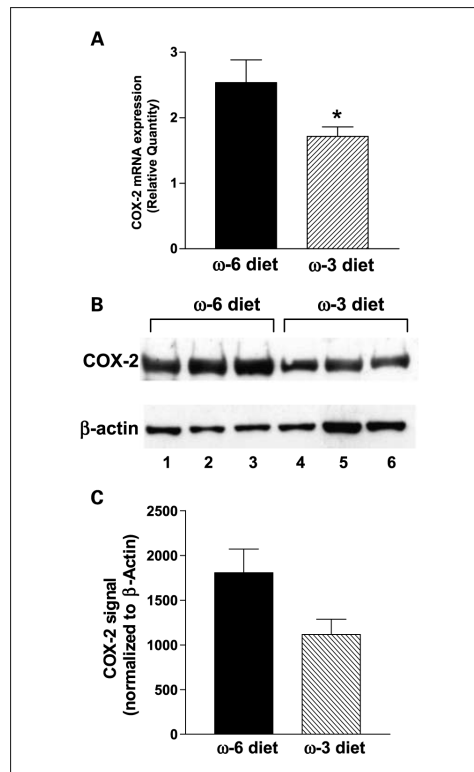 A
COX-2 mRNA expression
(Relative Quantity)
3
2
1
0
*
ω-6 diet
ω-3 diet
B
ω-6 diet
ω-3 diet
COX-2
β-actin
1 2 3 4 5 6
C
COX-2 signal
(normalized to β-Actin)
2500
2000
1500
1000
500
0
ω-6 diet
ω-3 diet